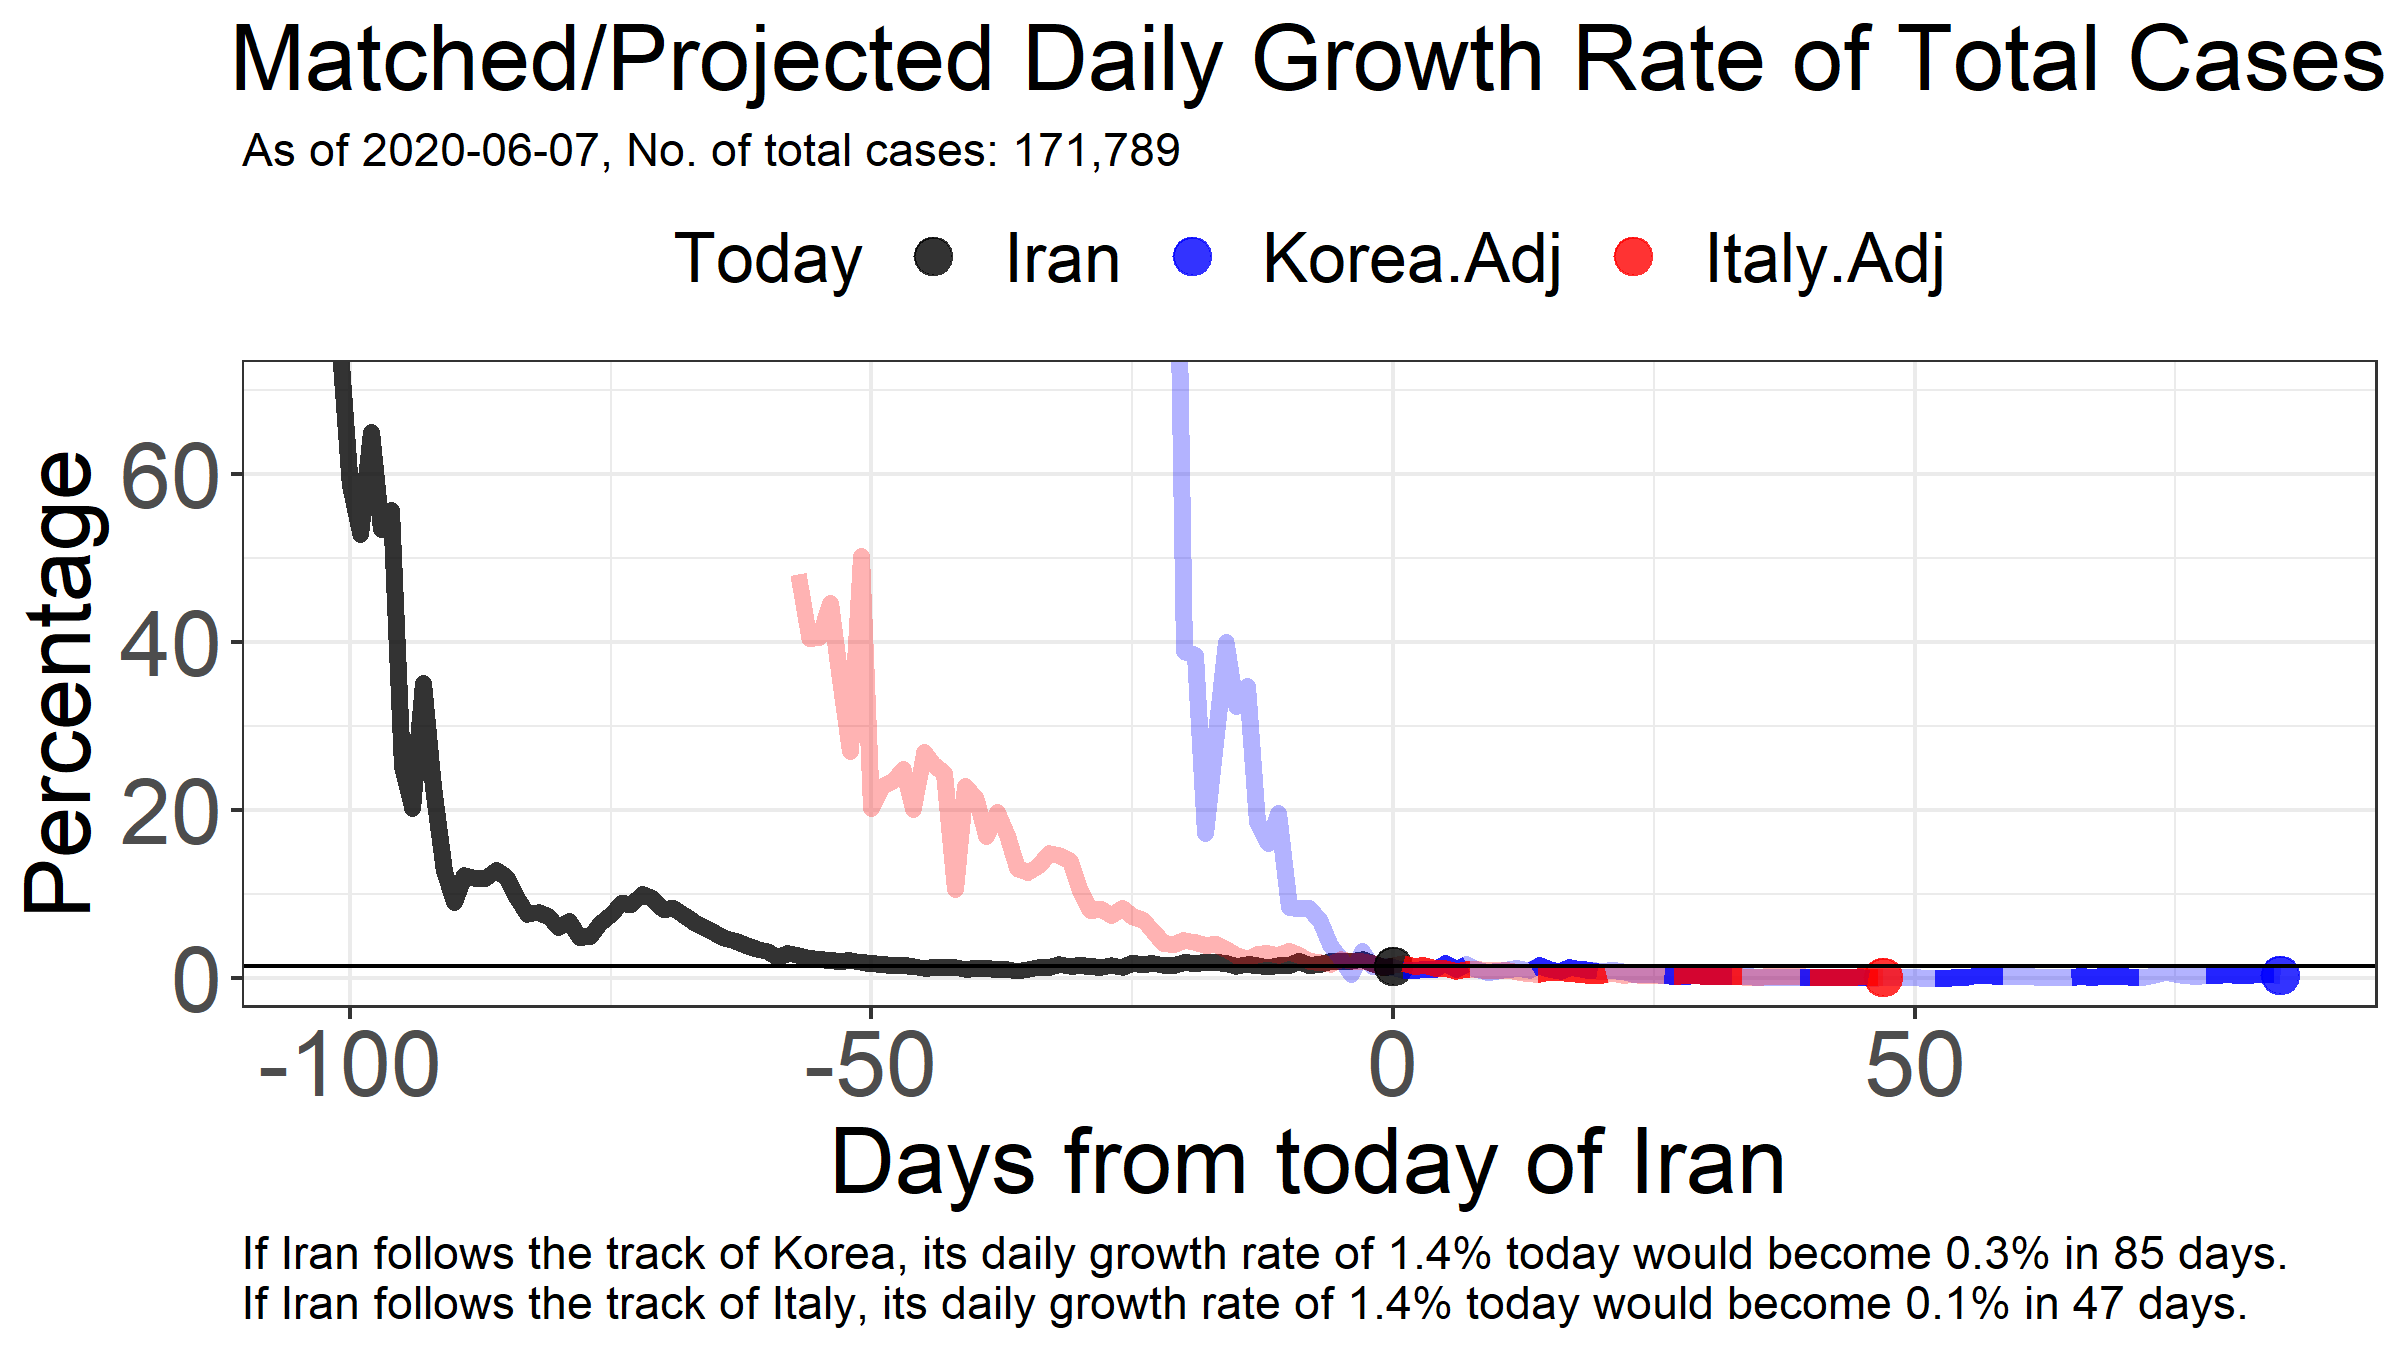 Matched/Projected Daily Growth Rate of Total Cases
As of 2020-06-07, No. of total cases: 171,789
Today Iran Korea.Adj Italy.Adj
Percentage
60
40
20
0
-100 -50 0 50
Days from today of Iran
If Iran follows the track of Korea, its daily growth rate of 1.4% today would become 0.3% in 85 days.
If Iran follows the track of Italy, its daily growth rate of 1.4% today would become 0.1% in 47 days.